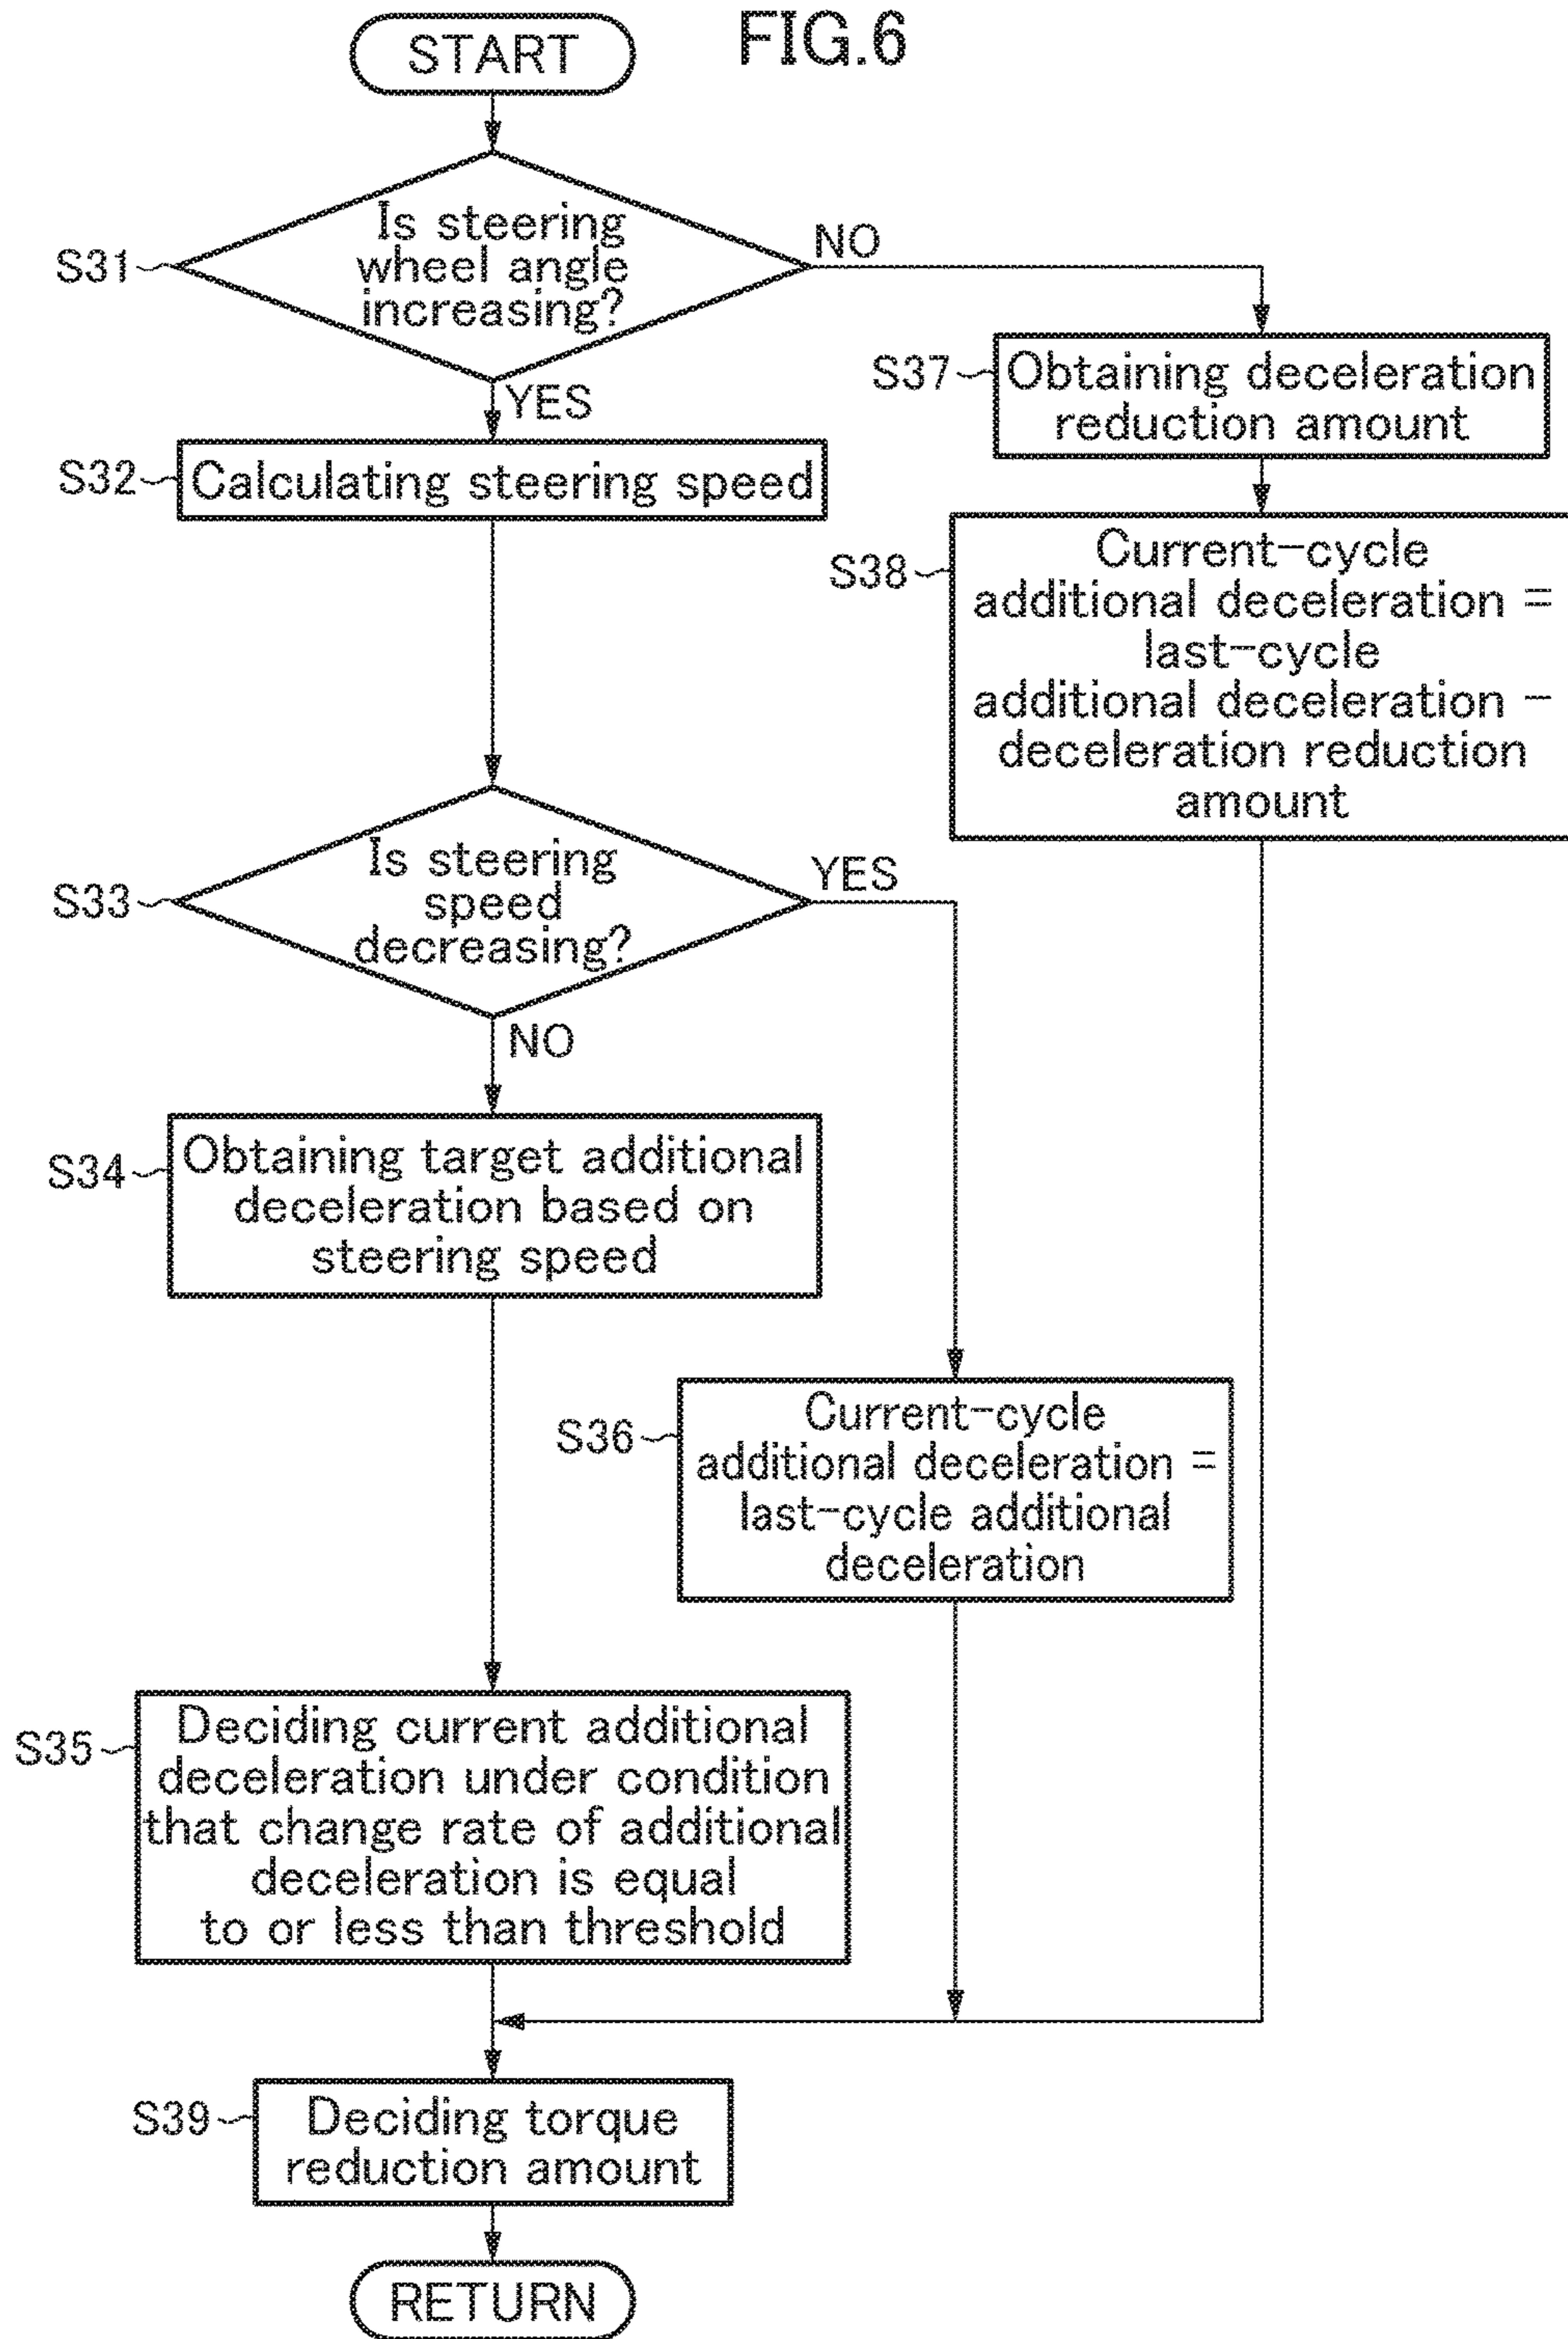 FIG.6
START
S31
Is steering
wheel angle
increasing?
NO
YES
S37
Obtaining deceleration
reduction amount
S32
Calculating steering speed
S38
Current-cycle
additional deceleration =
last-cycle
additional deceleration -
deceleration reduction
amount
S33
Is steering
speed
decreasing?
YES
NO
S34
Obtaining target additional
deceleration based on
steering speed
S36
Current-cycle
additional deceleration =
last-cycle additional
deceleration
S35
Deciding current additional
deceleration under condition
that change rate of additional
deceleration is equal
to or less than threshold
S39
Deciding torque
reduction amount
RETURN